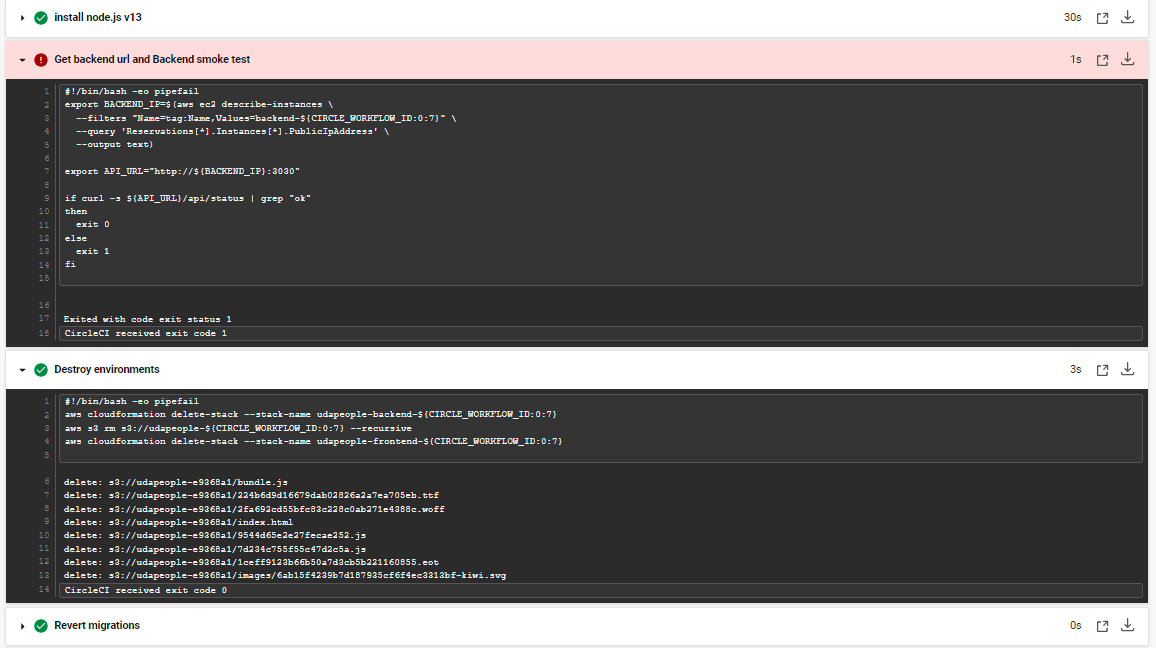 install node.js v13
30s
Get backend url and Backend smoke test
1s
1 #!/bin/bash -eo pipefail
2 export BACKEND_IP=$(aws ec2 describe-instances \
3 --filters "Name=tag:Name,Values=backend-${CIRCLE_WORKFLOW_ID:0:7}" \
4 --query 'Reservations[*].Instances[*].PublicIpAddress' \
5 --output text)
6
7 export API_URL="http://${BACKEND_IP}:3030"
8
9 if curl -s ${API_URL}/api/status | grep "ok"
10 then
11 exit 0
12 else
13 exit 1
14 fi
15
16
17 Exited with code exit status 1
18 CircleCI received exit code 1
Destroy environments
3s
1 #!/bin/bash -eo pipefail
2 aws cloudformation delete-stack --stack-name udapeople-backend-${CIRCLE_WORKFLOW_ID:0:7}
3 aws s3 rm s3://udapeople-${CIRCLE_WORKFLOW_ID:0:7} --recursive
4 aws cloudformation delete-stack --stack-name udapeople-frontend-${CIRCLE_WORKFLOW_ID:0:7}
5
6 delete: s3://udapeople-e9368a1/bundle.js
7 delete: s3://udapeople-e9368a1/224b6d9d16679dab02826a2a7ea705eb.ttf
8 delete: s3://udapeople-e9368a1/2fa692cd55bfc83c228c0ab271e4388c.woff
9 delete: s3://udapeople-e9368a1/index.html
10 delete: s3://udapeople-e9368a1/9544d65e2e27fecae252.js
11 delete: s3://udapeople-e9368a1/7d234c755f55c47d2c5a.js
12 delete: s3://udapeople-e9368a1/1ceff9123b66b50a7d3cb5b221160855.eot
13 delete: s3://udapeople-e9368a1/images/6ab15f4239b7d187935cf6f4ec3313bf-kiwi.svg
14 CircleCI received exit code 0
Revert migrations
0s